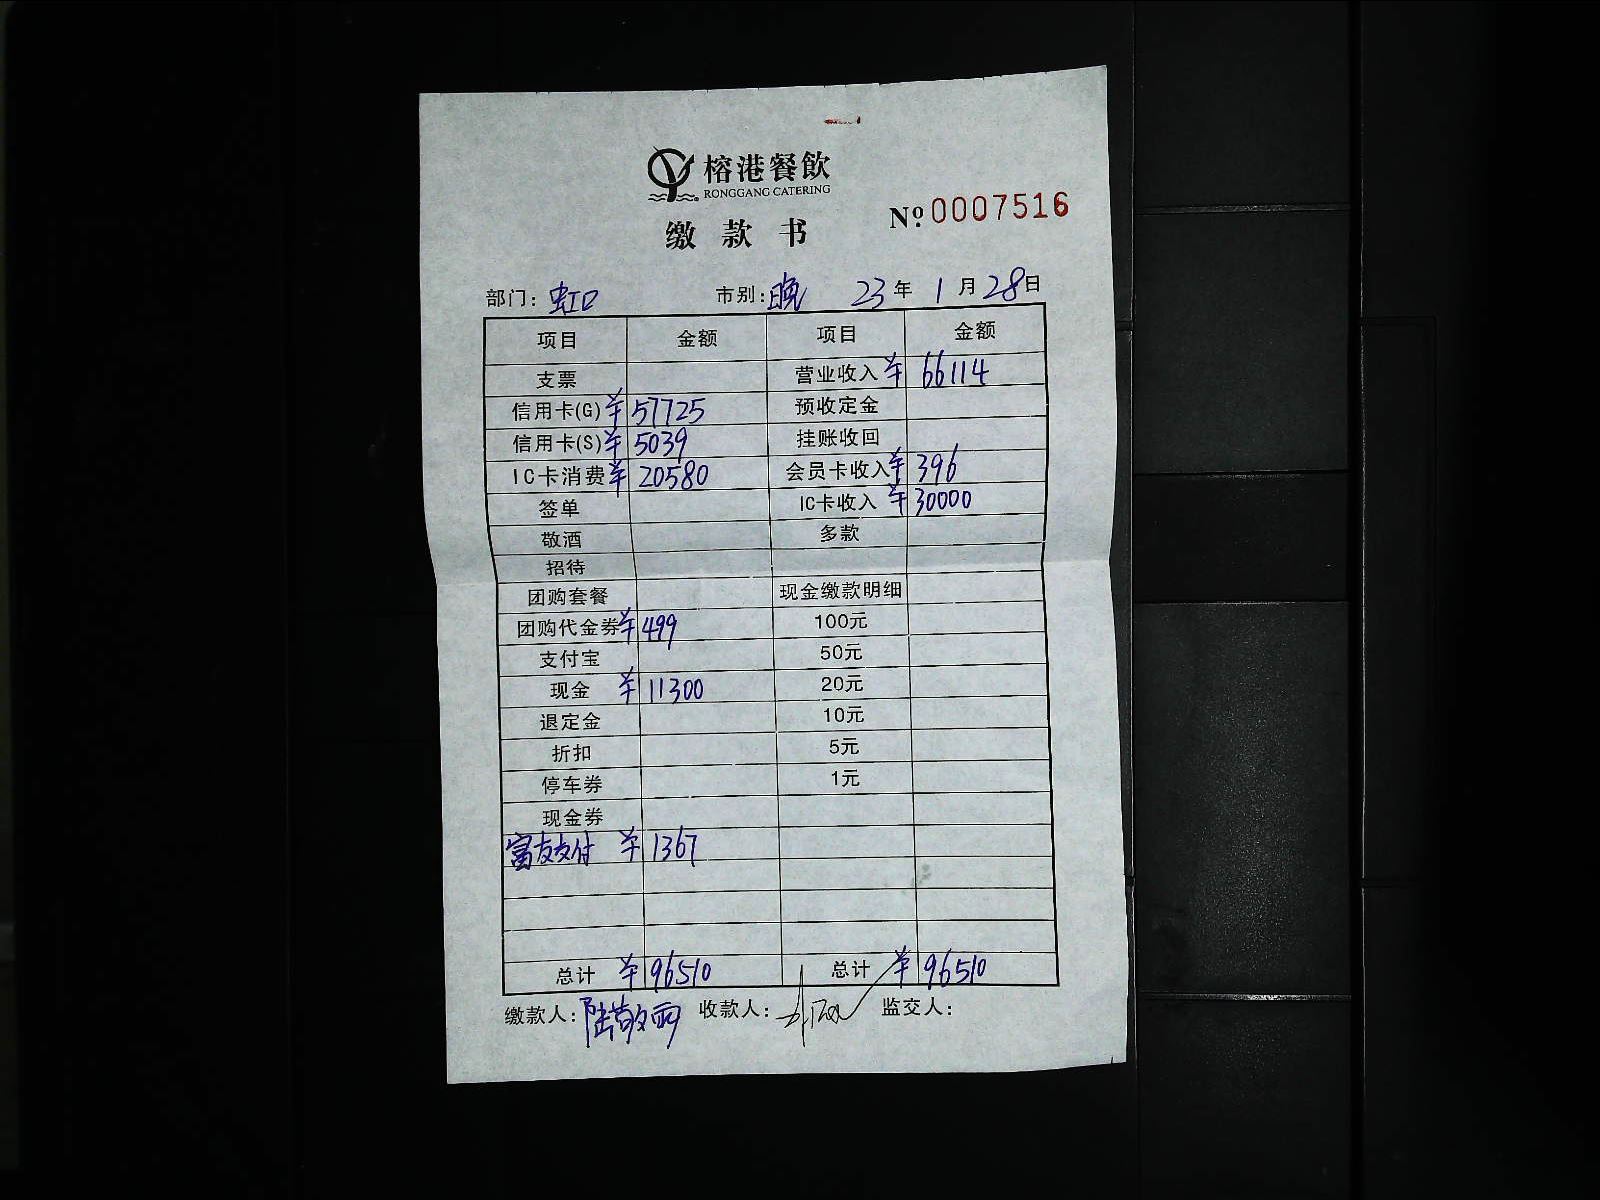 榕港餐飲
RONGGANG CATERING
缴款书
№ 0007516
部门: 虹口 市别: 晚 23年1月28日
项目 金额 项目 金额
支票 营业收入 ¥ 66114
信用卡(G) ¥ 57725 预收定金
信用卡(S) ¥ 5039 挂账收回
IC卡消费 ¥ 20580 会员卡收入 ¥ 396
签单 IC卡收入 ¥ 30000
敬酒 多款
招待
团购套餐 现金缴款明细
团购代金券 ¥ 499 100元
支付宝 50元
现金 ¥ 11300 20元
退定金 10元
折扣 5元
停车券 1元
现金券
富友支付 ¥ 1367
总计 ¥ 96510 总计 ¥ 96510
缴款人: 陆敬雨 收款人: 监交人: